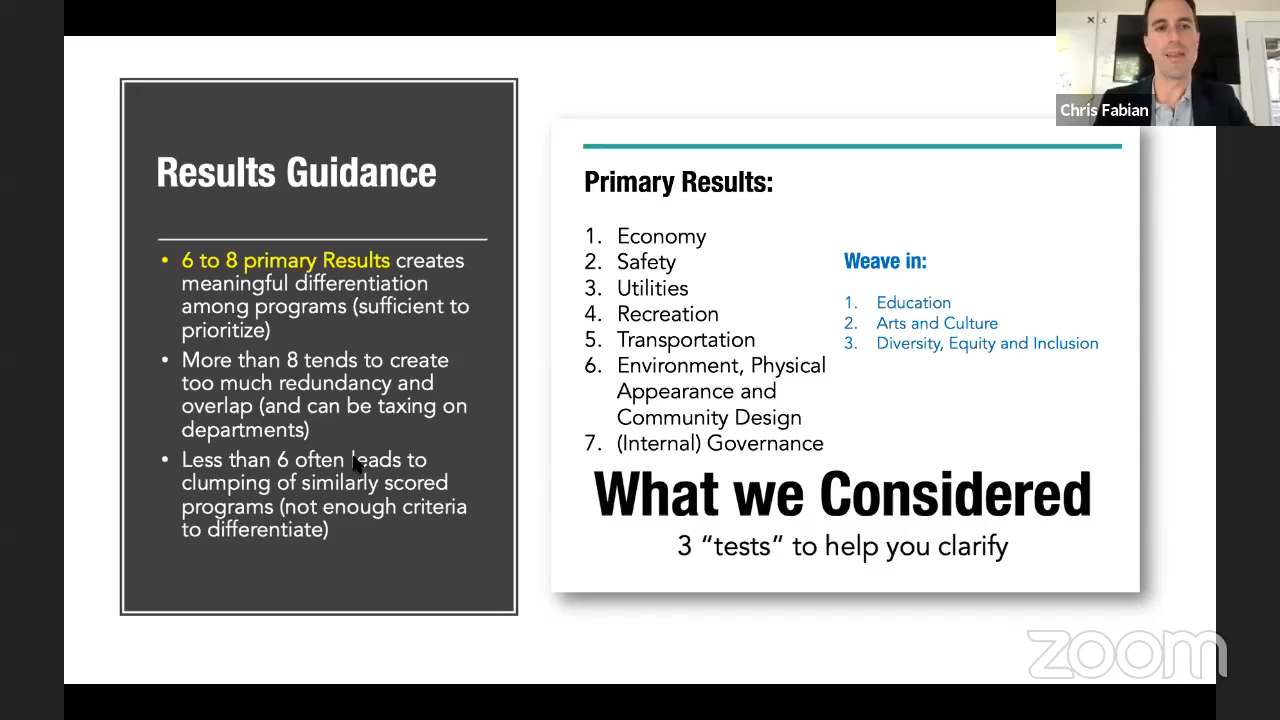 Chris Fabian
Results Guidance
• 6 to 8 primary Results creates
meaningful differentiation
among programs (sufficient to
prioritize)
• More than 8 tends to create
too much redundancy and
overlap (and can be taxing on
departments)
• Less than 6 often leads to
clumping of similarly scored
programs (not enough criteria
to differentiate)
Primary Results:
1. Economy
2. Safety
3. Utilities
4. Recreation
5. Transportation
6. Environment, Physical
Appearance and
Community Design
7. (Internal) Governance
Weave in:
1. Education
2. Arts and Culture
3. Diversity, Equity and Inclusion
What we Considered
3 “tests” to help you clarify
zoom